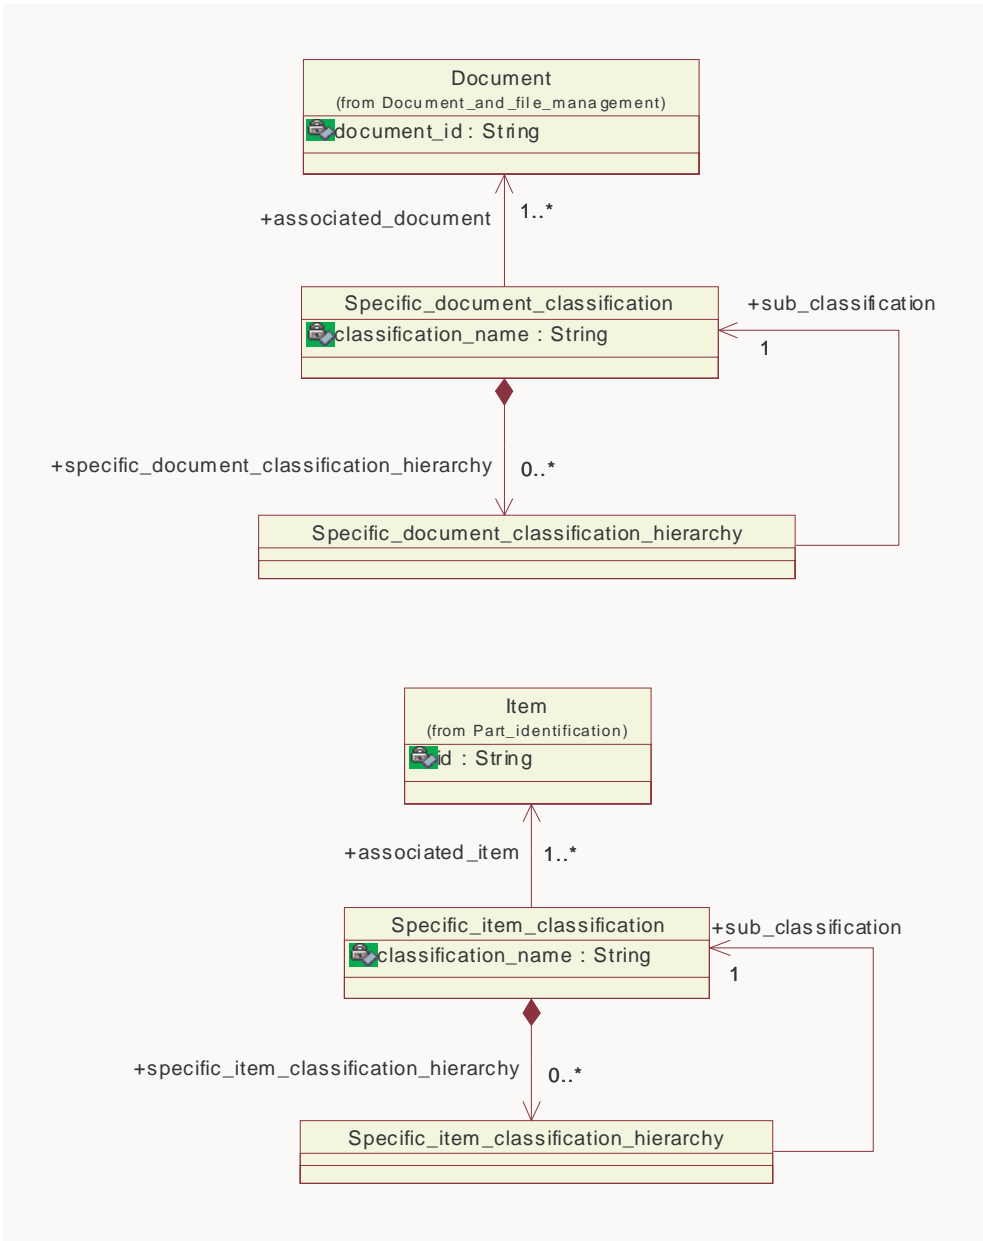 Document
(from Document_and_file_management)
document_id : String
+associated_document
1..*
Specific_document_classification
classification_name : String
+sub_classification
1
+specific_document_classification_hierarchy
0..*
Specific_document_classification_hierarchy
Item
(from Part_identification)
id : String
+associated_item
1..*
Specific_item_classification
classification_name : String
+sub_classification
1
+specific_item_classification_hierarchy
0..*
Specific_item_classification_hierarchy